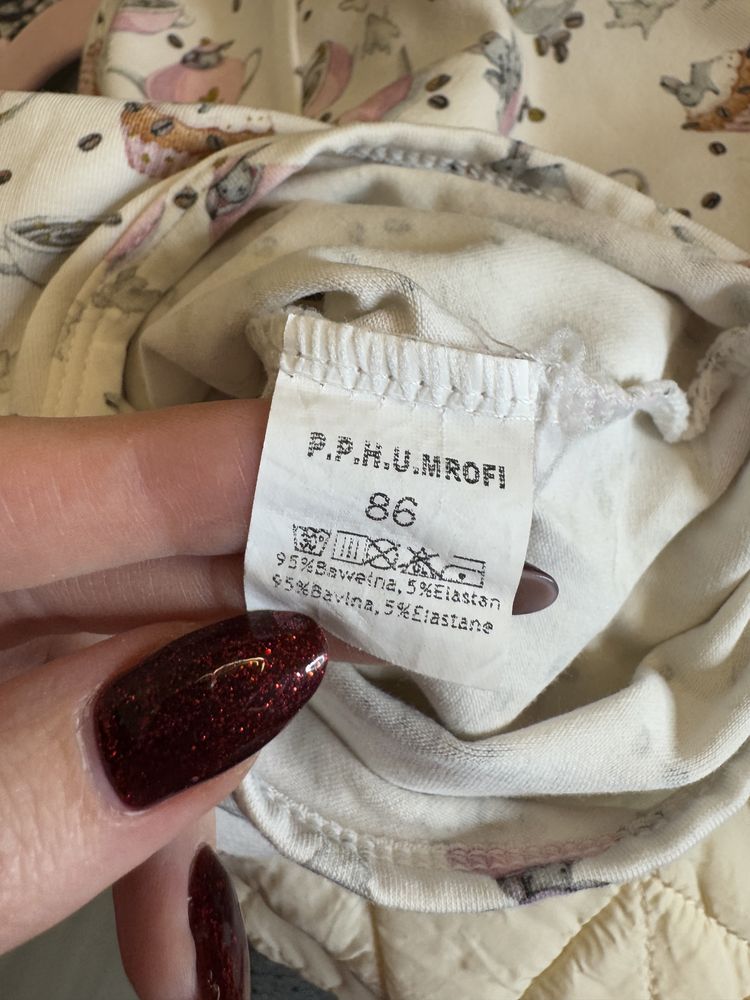 P.P.H.U.MROFI
86
95%Bawełna,5%Elastan
95%Bavlna,5%Elastane